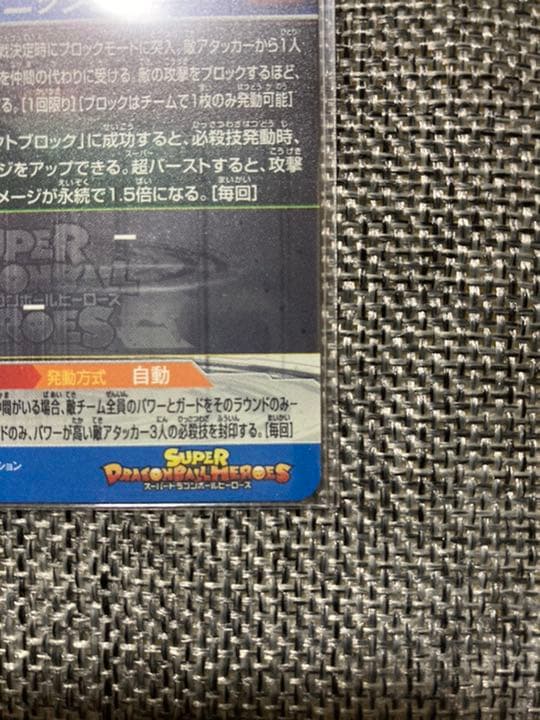 戦決定時にブロックモードに突入。敵アタッカーから1人
を仲間の代わりに受ける。敵の攻撃をブロックするほど、
する。[1回限り][ブロックはチームで1枚のみ発動可能]
ットブロック」に成功すると、必殺技発動時、
ージをアップできる。超バーストすると、攻撃
メージが永続で1.5倍になる。[毎回]
SUPER
DRAGONBALL
スーパードラゴンボールヒーローズ
HEROES
発動方式 自動
仲間がいる場合、敵チーム全員のパワーとガードをそのラウンドのみー
ドのみ、パワーが高い敵アタッカー3人の必殺技を封印する。[毎回]
ション
SUPER
DRAGONBALL HEROES
スーパードラゴンボールヒーローズ